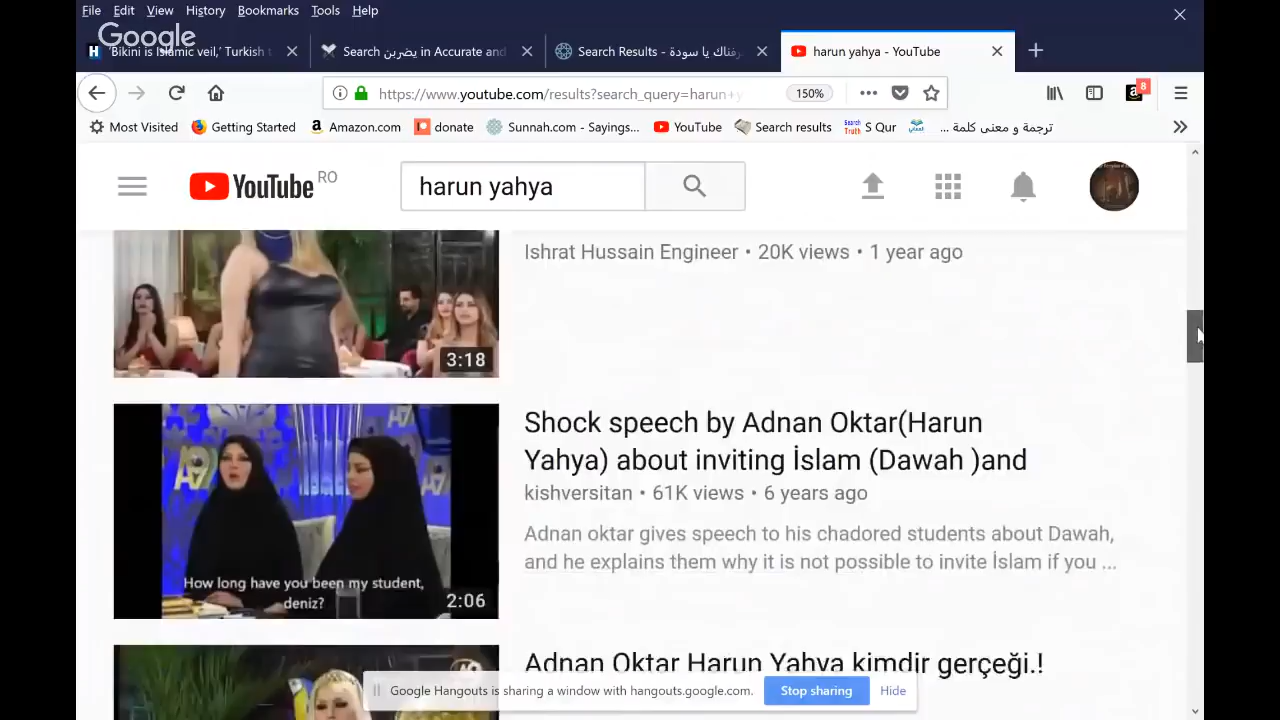 File Edit View History Bookmarks Tools Help
Google
'Bikini is Islamic veil,' Turkish t
Search يضربن in Accurate and
Search Results - رفناك يا سودة
harun yahya - YouTube
https://www.youtube.com/results?search_query=harun+y
150%
8
Most Visited Getting Started Amazon.com donate Sunnah.com - Sayings... YouTube Search results S Qur ترجمة و معنى كلمة ...
YouTube RO
harun yahya
Ishrat Hussain Engineer • 20K views • 1 year ago
3:18
Shock speech by Adnan Oktar(Harun
Yahya) about inviting İslam (Dawah )and
kishversitan • 61K views • 6 years ago
Adnan oktar gives speech to his chadored students about Dawah,
and he explains them why it is not possible to invite İslam if you ...
How long have you been my student,
deniz?
2:06
Adnan Oktar Harun Yahya kimdir gerçeği.!
Google Hangouts is sharing a window with hangouts.google.com. Stop sharing Hide